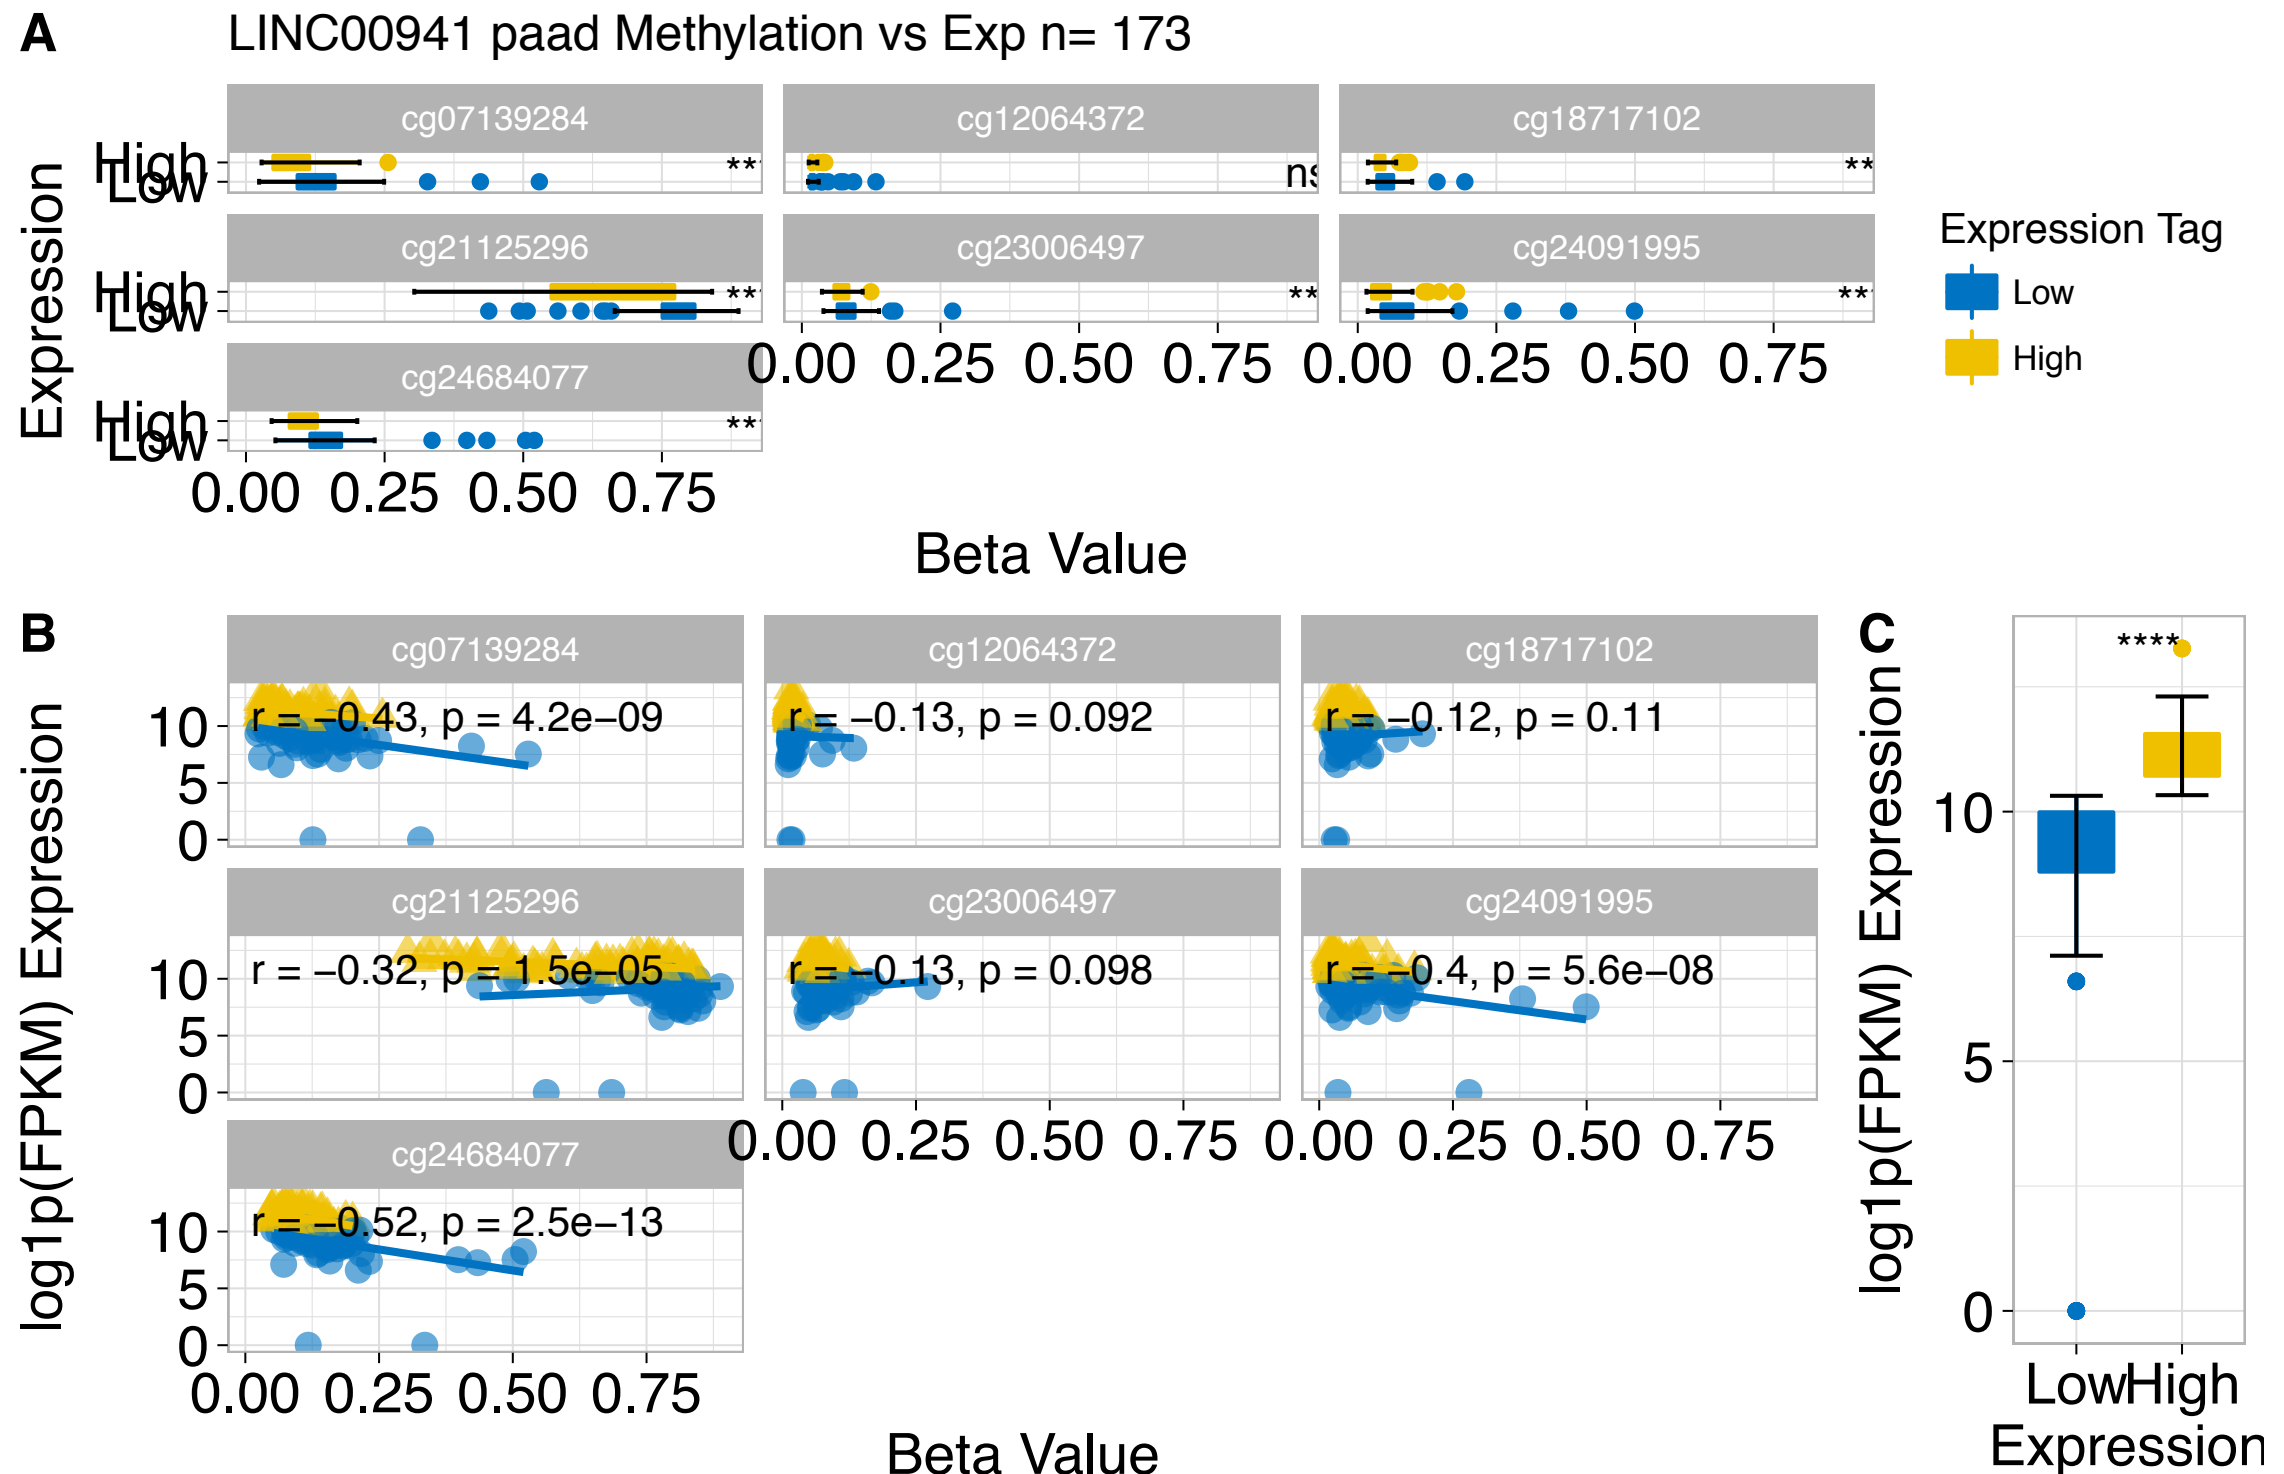 A
LINC00941 paad Methylation vs Exp n= 173
cg07139284 cg12064372 cg18717102
High
Low
** ns **
cg21125296 cg23006497 cg24091995
High
Low
** ** **
0.00 0.25 0.50 0.75 0.00 0.25 0.50 0.75
cg24684077
High
Low
**
0.00 0.25 0.50 0.75
Expression
Beta Value
Expression Tag
Low
High
B
cg07139284 cg12064372 cg18717102
10
5
0
r = −0.43, p = 4.2e−09
r = −0.13, p = 0.092
r = −0.12, p = 0.11
cg21125296 cg23006497 cg24091995
10
5
0
r = −0.32, p = 1.5e−05
r = −0.13, p = 0.098
r = −0.4, p = 5.6e−08
0.00 0.25 0.50 0.75 0.00 0.25 0.50 0.75
cg24684077
10
5
0
r = −0.52, p = 2.5e−13
0.00 0.25 0.50 0.75
log1p(FPKM) Expression
Beta Value
C
****
10
5
0
log1p(FPKM) Expression
Low High
Expression